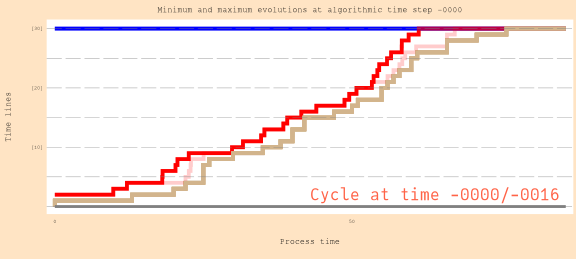 Minimum and maximum evolutions at algorithmic time step -0000
[30]
[20]
[10]
Time lines
Cycle at time -0000/-0016
0
50
Process time